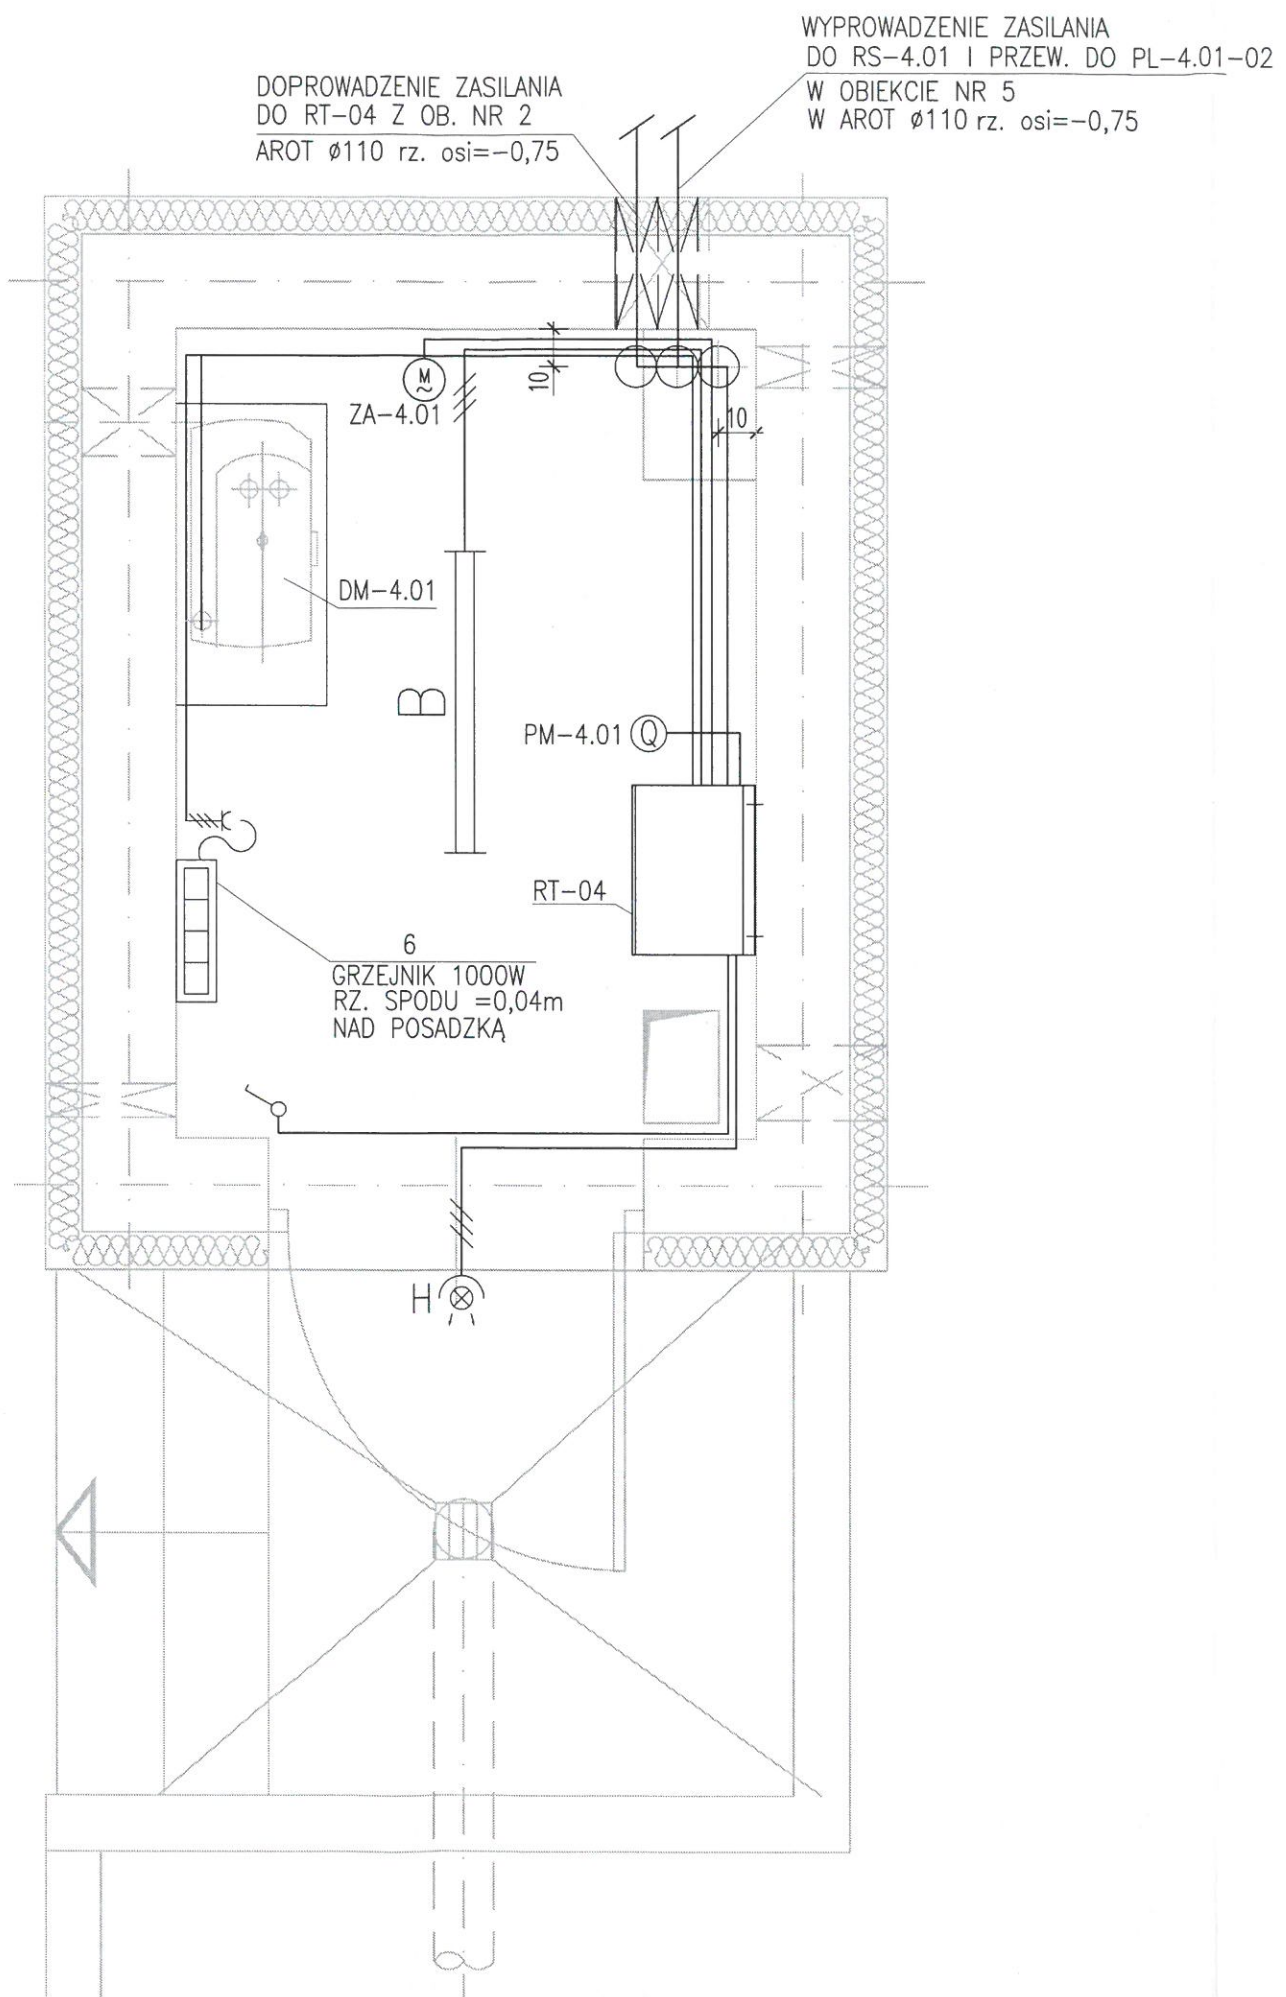 WYPROWADZENIE ZASILANIA
DO RS-4.01 I PRZEW. DO PL-4.01-02
W OBIEKCIE NR 5
W AROT ø110 rz. osi=-0,75
DOPROWADZENIE ZASILANIA
DO RT-04 Z OB. NR 2
AROT ø110 rz. osi=-0,75
10
M
~
ZA-4.01
10
DM-4.01
B
PM-4.01 Q
RT-04
6
GRZEJNIK 1000W
RZ. SPODU =0,04m
NAD POSADZKĄ
H